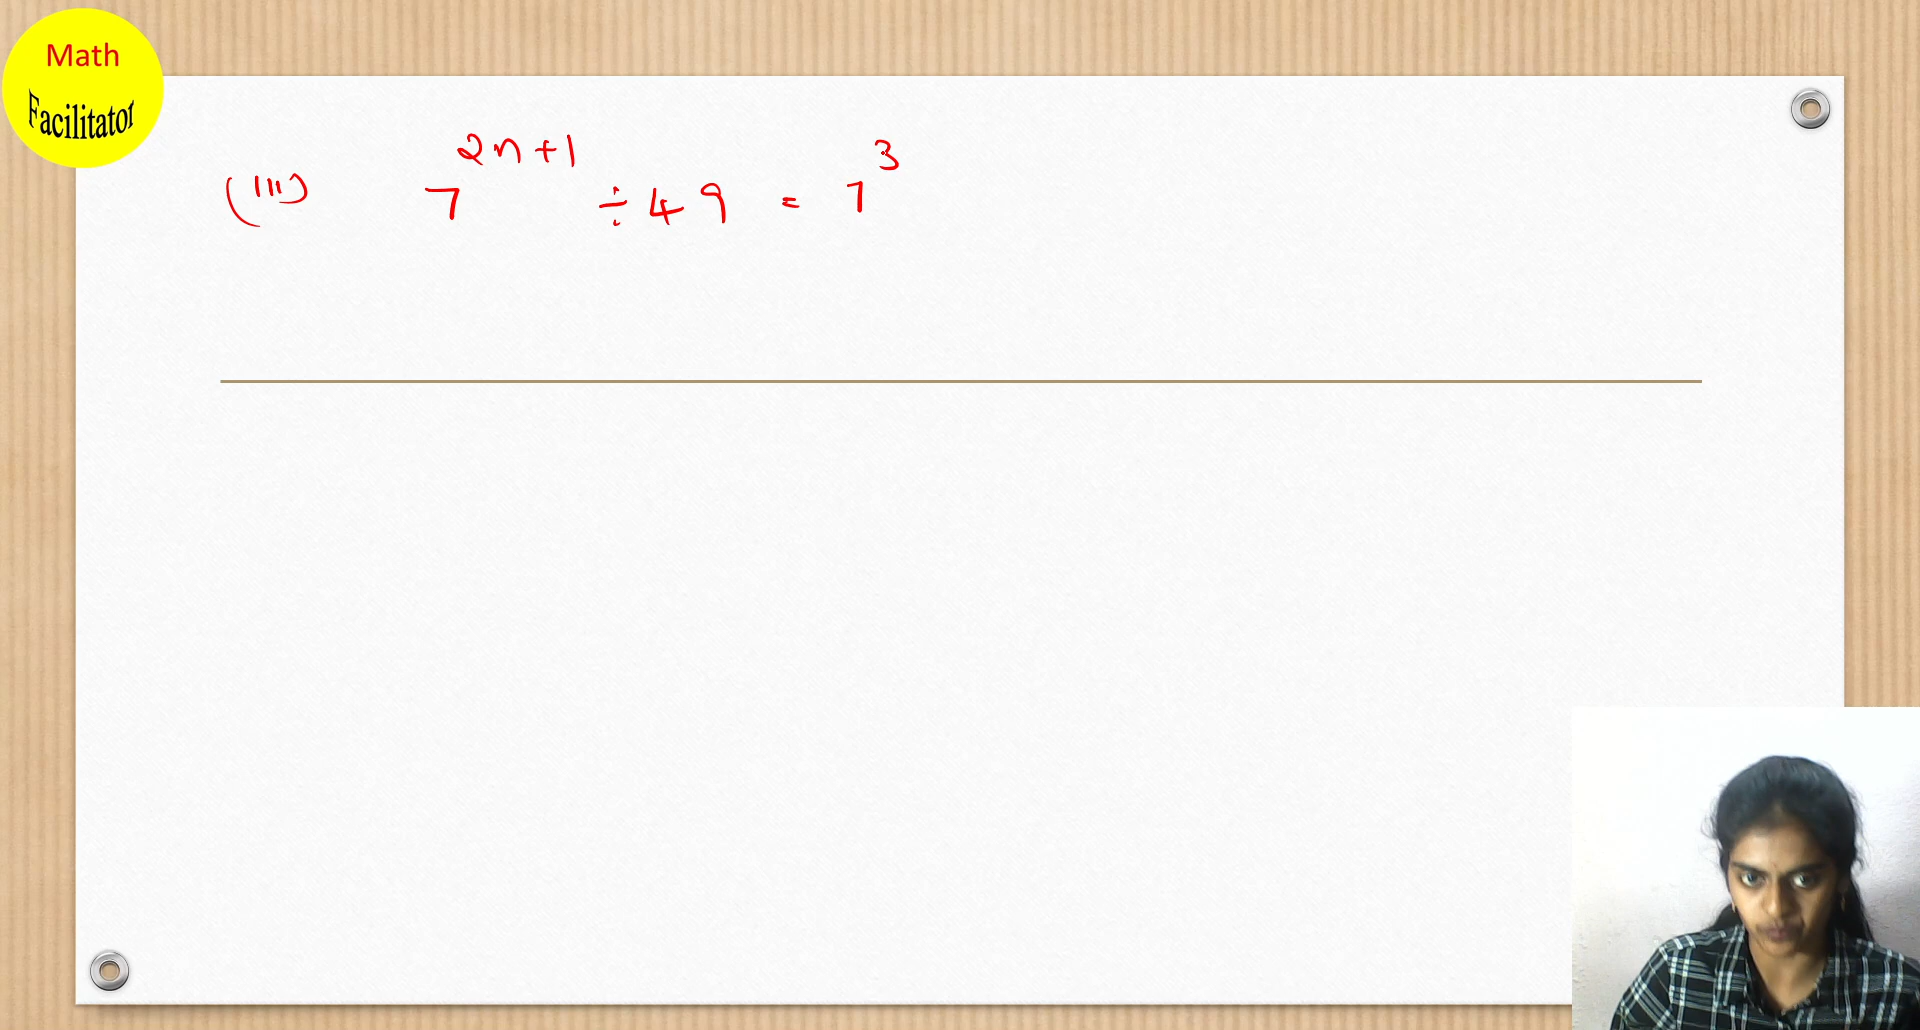 Math
Facilitator
(III) 7^{2n+1} ÷ 49 = 7^3